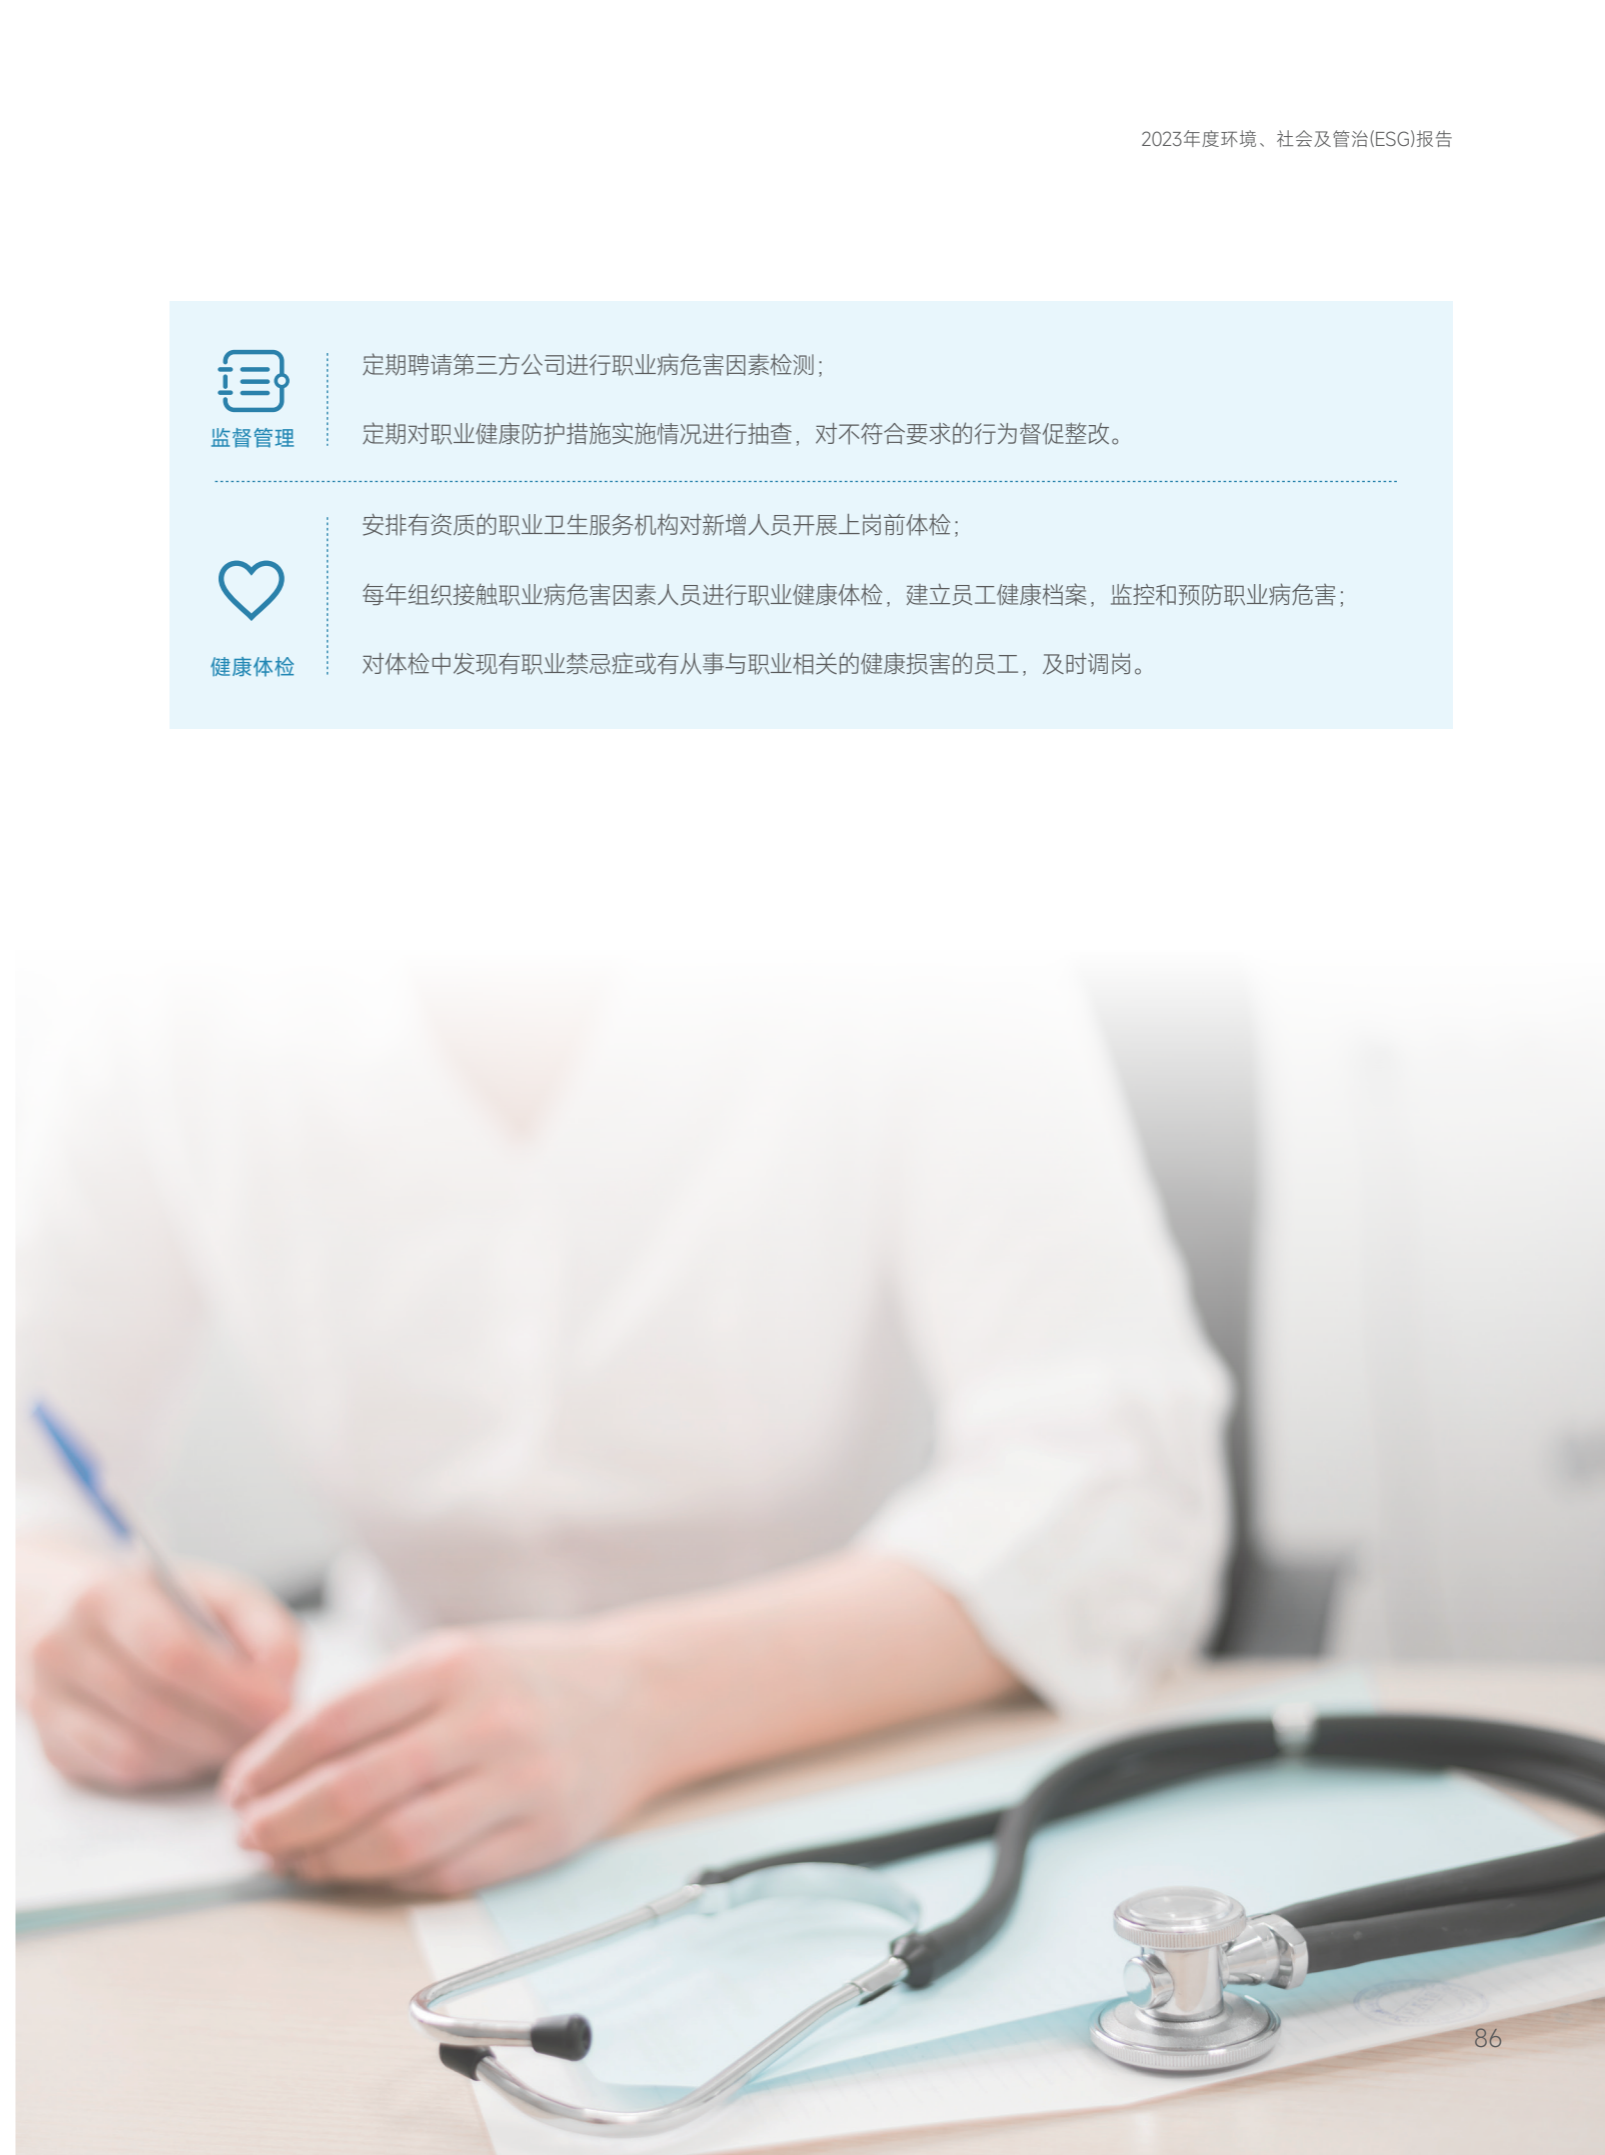 2023年度环境、社会及管治(ESG)报告
定期聘请第三方公司进行职业病危害因素检测；
监督管理
定期对职业健康防护措施实施情况进行抽查，对不符合要求的行为督促整改。
安排有资质的职业卫生服务机构对新增人员开展上岗前体检；
每年组织接触职业病危害因素人员进行职业健康体检，建立员工健康档案，监控和预防职业病危害；
健康体检
对体检中发现有职业禁忌症或有从事与职业相关的健康损害的员工，及时调岗。
86